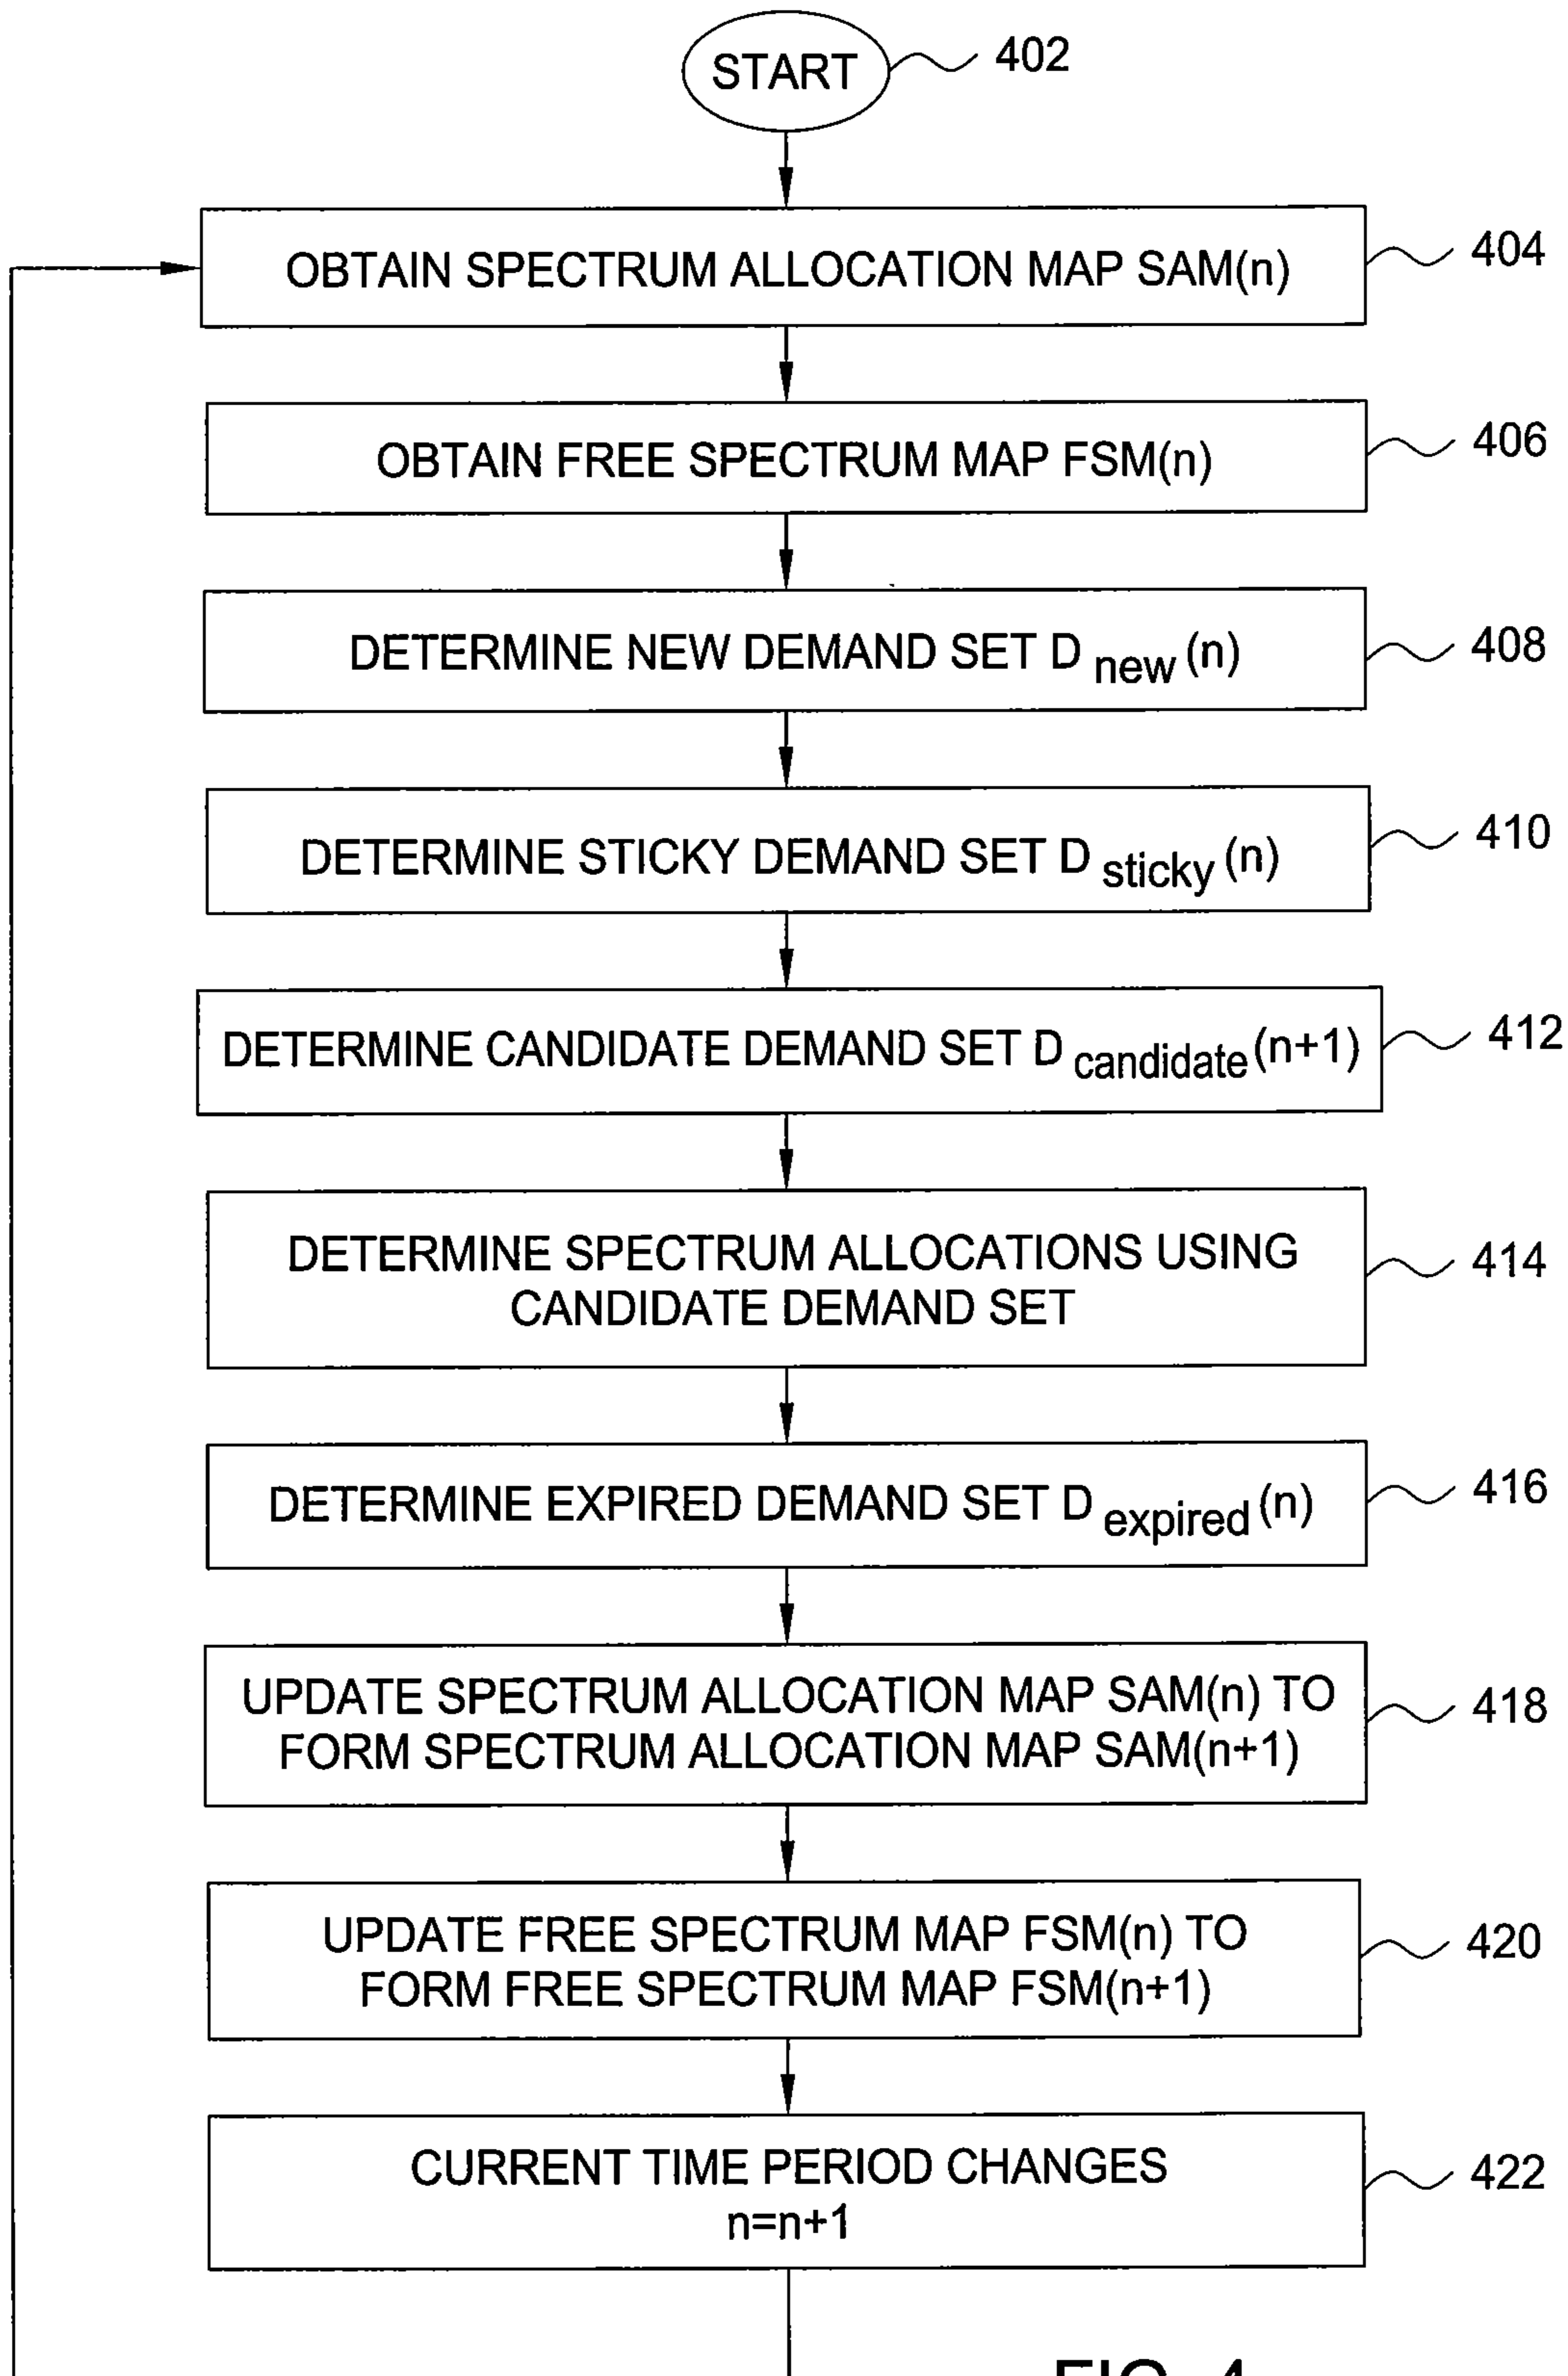 START
402
OBTAIN SPECTRUM ALLOCATION MAP SAM(n)
404
OBTAIN FREE SPECTRUM MAP FSM(n)
406
DETERMINE NEW DEMAND SET D new (n)
408
DETERMINE STICKY DEMAND SET D sticky (n)
410
DETERMINE CANDIDATE DEMAND SET D candidate (n+1)
412
DETERMINE SPECTRUM ALLOCATIONS USING
CANDIDATE DEMAND SET
414
DETERMINE EXPIRED DEMAND SET D expired (n)
416
UPDATE SPECTRUM ALLOCATION MAP SAM(n) TO
FORM SPECTRUM ALLOCATION MAP SAM(n+1)
418
UPDATE FREE SPECTRUM MAP FSM(n) TO
FORM FREE SPECTRUM MAP FSM(n+1)
420
CURRENT TIME PERIOD CHANGES
n=n+1
422
FIG. 4